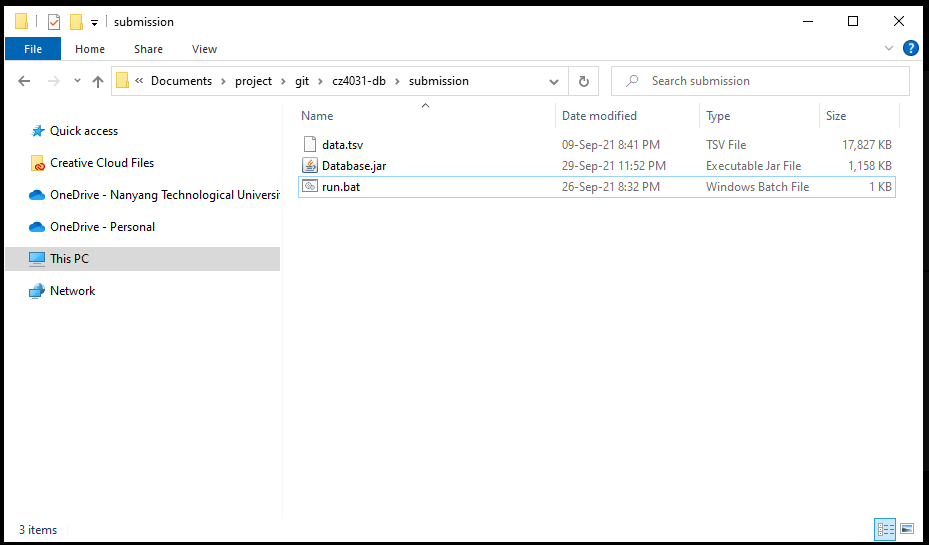 submission
File Home Share View
« Documents > project > git > cz4031-db > submission Search submission
Name Date modified Type Size
Quick access
Creative Cloud Files
OneDrive - Nanyang Technological Universi
OneDrive - Personal
This PC
Network
data.tsv 09-Sep-21 8:41 PM TSV File 17,827 KB
Database.jar 29-Sep-21 11:52 PM Executable Jar File 1,158 KB
run.bat 26-Sep-21 8:32 PM Windows Batch File 1 KB
3 items